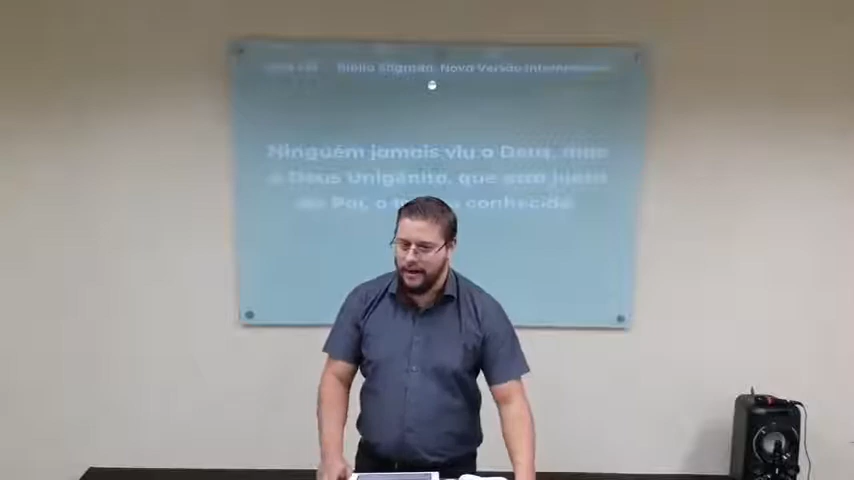 Bíblia Sagrada, Nova Versão Internacional
Ninguém jamais viu a Deus, mas
o Deus Unigênito, que está junto
do Pai, o tornou conhecido